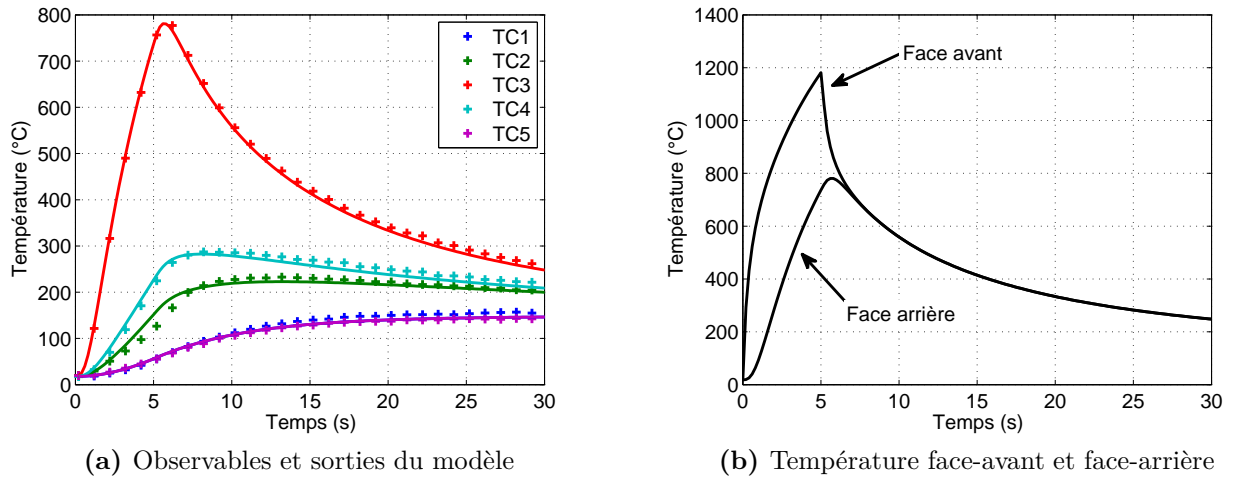 800
700
600
500
400
300
200
100
0
Température (°C)
0
5
10
15
20
25
30
Temps (s)
TC1
TC2
TC3
TC4
TC5
(a) Observables et sorties du modèle
1400
1200
1000
800
600
400
200
0
Température (°C)
0
5
10
15
20
25
30
Temps (s)
Face avant
Face arrière
(b) Température face-avant et face-arrière